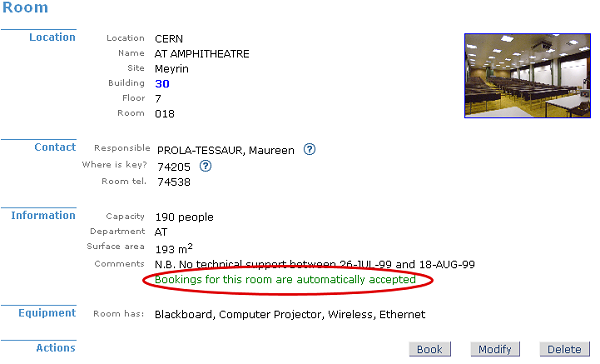 Room
Location
Location CERN
Name AT AMPHITHEATRE
Site Meyrin
Building 30
Floor 7
Room 018
Contact
Responsible PROLA-TESSAUR, Maureen ?
Where is key? 74205 ?
Room tel. 74538
Information
Capacity 190 people
Department AT
Surface area 193 m²
Comments N.B. No technical support between 26-JUL-99 and 18-AUG-99
Bookings for this room are automatically accepted
Equipment Room has: Blackboard, Computer Projector, Wireless, Ethernet
Actions Book Modify Delete